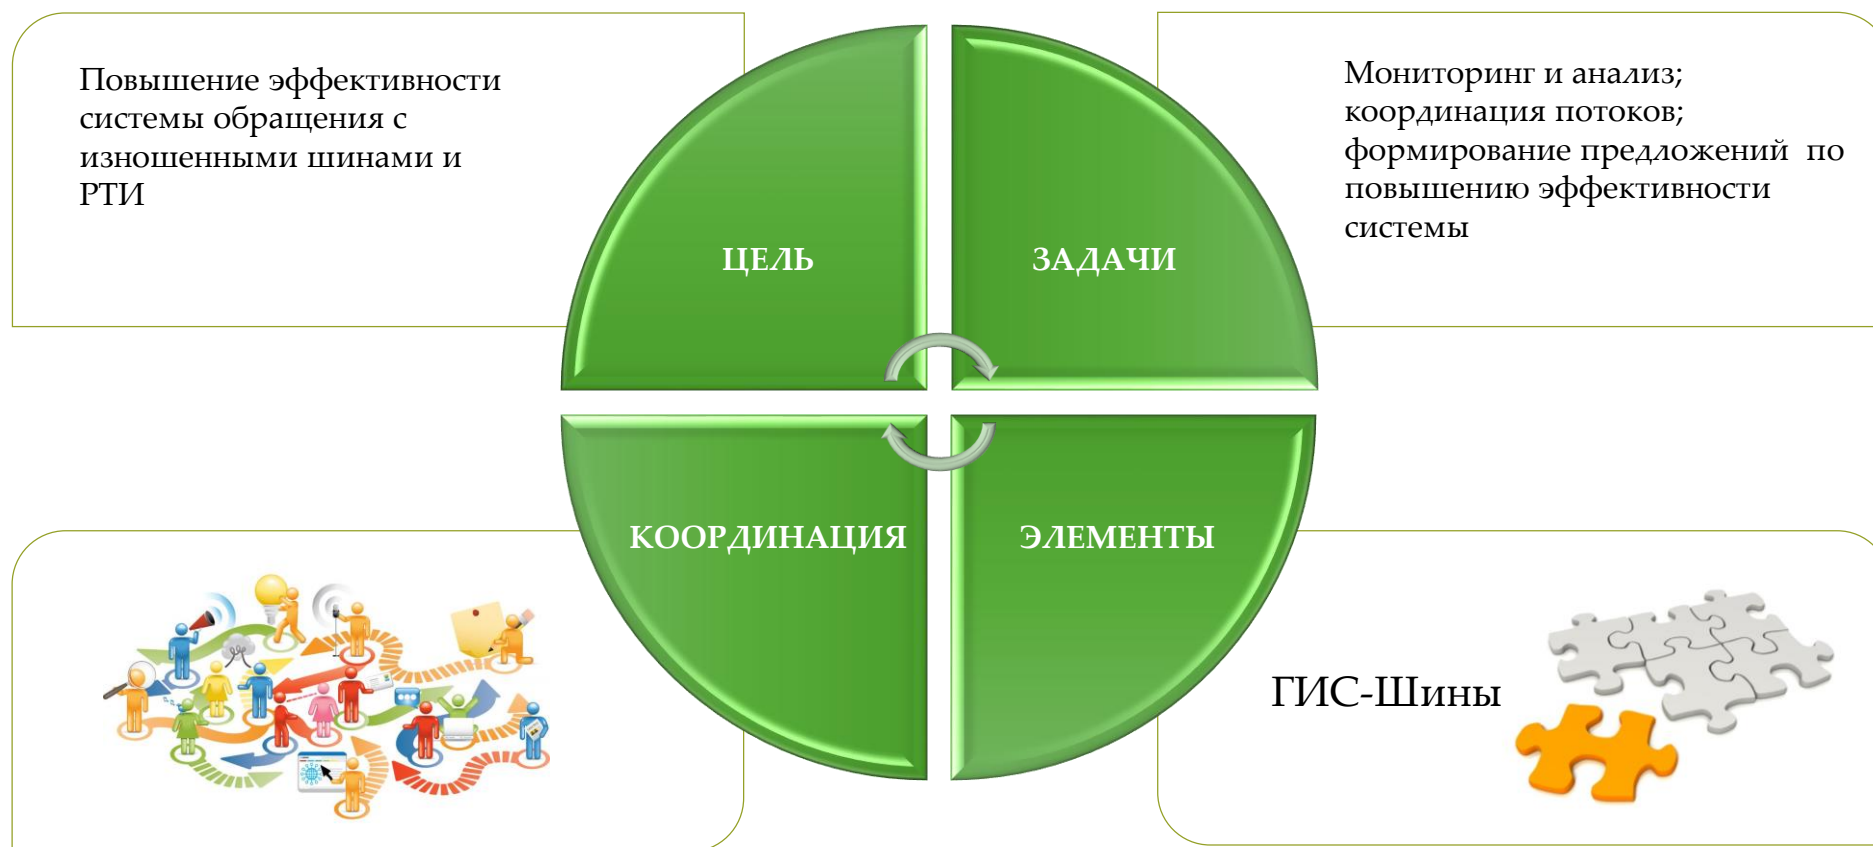 Повышение эффективности
системы обращения с
изношенными шинами и
РТИ
Мониторинг и анализ;
координация потоков;
формирование предложений по
повышению эффективности
системы
ЦЕЛЬ
ЗАДАЧИ
КООРДИНАЦИЯ
ЭЛЕМЕНТЫ
ГИС-Шины